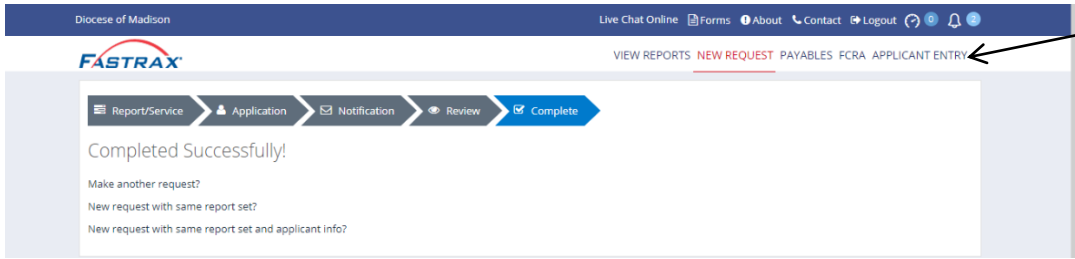 Diocese of Madison Live Chat Online Forms About Contact Logout 0 2
FASTRAX VIEW REPORTS NEW REQUEST PAYABLES FCRA APPLICANT ENTRY
Report/Service Application Notification Review Complete
Completed Successfully!
Make another request?
New request with same report set?
New request with same report set and applicant info?